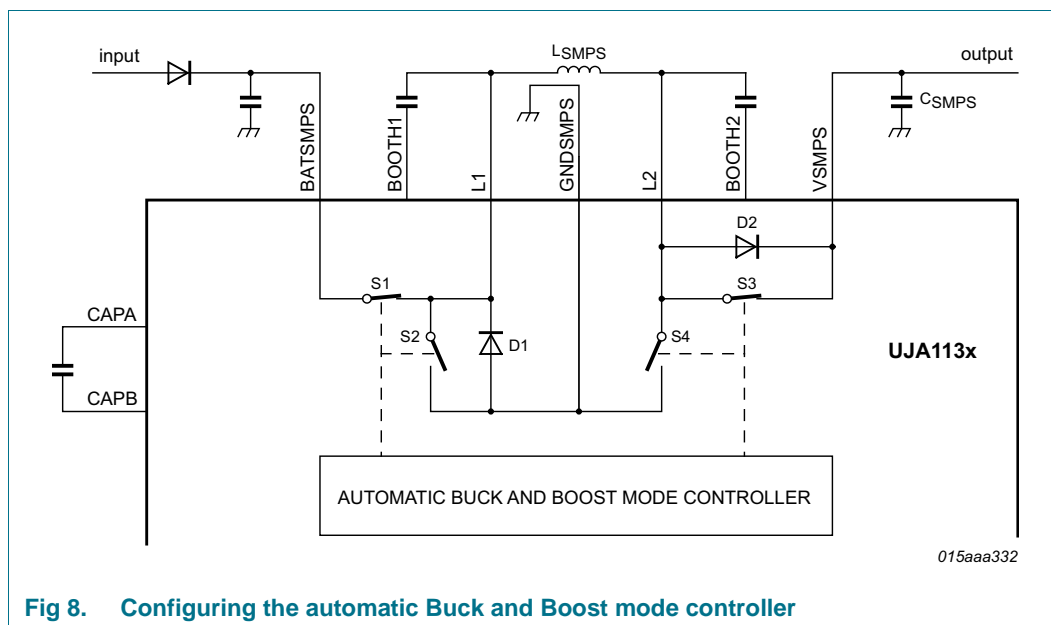 input
LSMPS
output
CSMPS
BATSMPS
BOOTH1
L1
GNDSMPS
L2
BOOTH2
VSMPS
D2
S1
S3
CAPA
S2
D1
S4
UJA113x
CAPB
AUTOMATIC BUCK AND BOOST MODE CONTROLLER
015aaa332
Fig 8. Configuring the automatic Buck and Boost mode controller